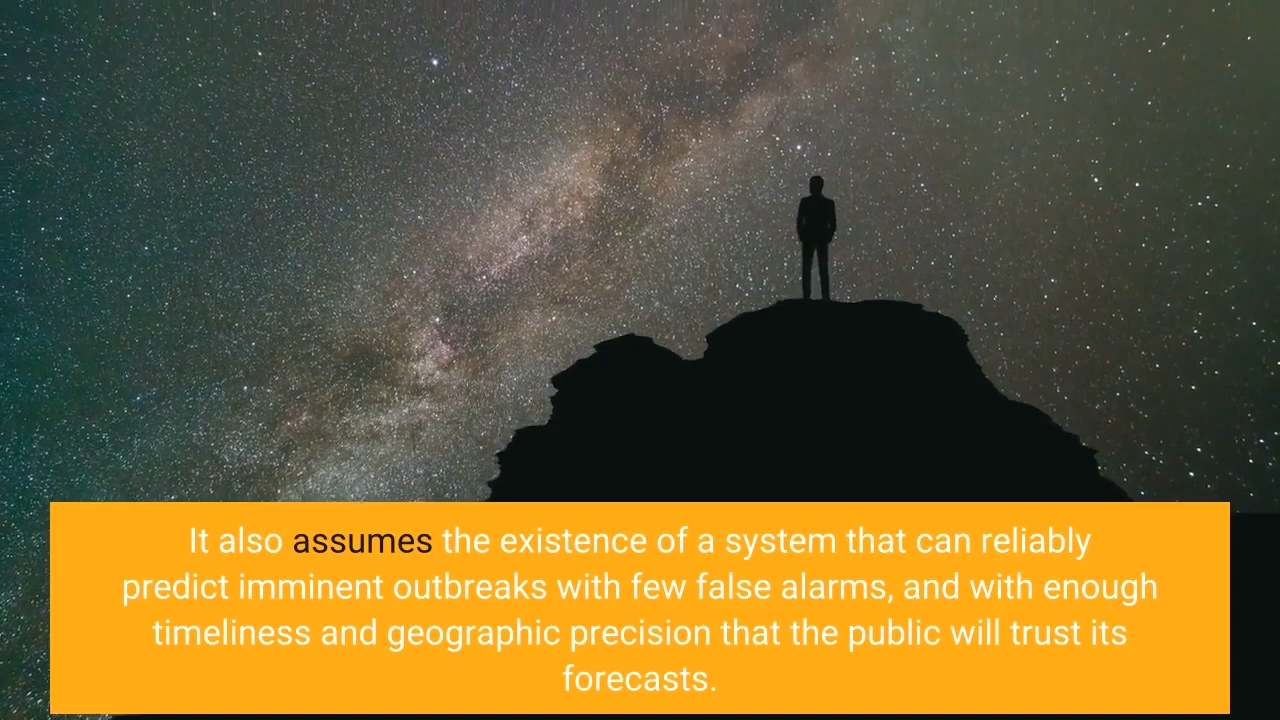 It also assumes the existence of a system that can reliably
predict imminent outbreaks with few false alarms, and with enough
timeliness and geographic precision that the public will trust its
forecasts.